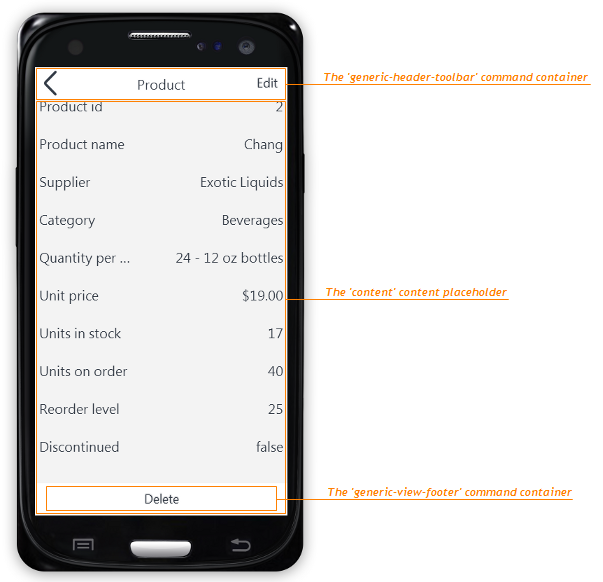 Product Edit
The 'generic-header-toolbar' command container
Product id 2
Product name Chang
Supplier Exotic Liquids
Category Beverages
Quantity per ... 24 - 12 oz bottles
Unit price $19.00
The 'content' content placeholder
Units in stock 17
Units on order 40
Reorder level 25
Discontinued false
Delete
The 'generic-view-footer' command container